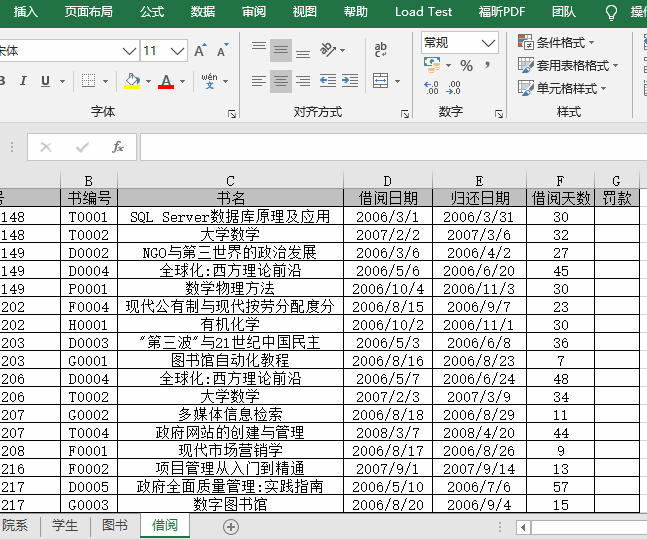 插入 页面布局 公式 数据 审阅 视图 帮助 Load Test 福昕PDF 团队 操
宋体 11 A A ab 常规 条件格式
B I U A wén % , 套用表格格式
.00 .00 单元格样式
字体 对齐方式 数字 样式
fx
B C D E F G
号 书编号 书名 借阅日期 归还日期 借阅天数 罚款
148 T0001 SQL Server数据库原理及应用 2006/3/1 2006/3/31 30
148 T0002 大学数学 2007/2/2 2007/3/6 32
149 D0002 NGO与第三世界的政治发展 2006/3/6 2006/4/2 27
149 D0004 全球化:西方理论前沿 2006/5/6 2006/6/20 45
149 P0001 数学物理方法 2006/10/4 2006/11/3 30
202 F0004 现代公有制与现代按劳分配度分 2006/8/15 2006/9/7 23
202 H0001 有机化学 2006/10/2 2006/11/1 30
203 D0003 "第三波"与21世纪中国民主 2006/5/3 2006/6/8 36
203 G0001 图书馆自动化教程 2006/8/16 2006/8/23 7
206 D0004 全球化:西方理论前沿 2006/5/7 2006/6/24 48
206 T0002 大学数学 2007/2/3 2007/3/9 34
207 G0002 多媒体信息检索 2006/8/18 2006/8/29 11
207 T0004 政府网站的创建与管理 2008/3/7 2008/4/20 44
208 F0001 现代市场营销学 2006/8/17 2006/8/26 9
216 F0002 项目管理从入门到精通 2007/9/1 2007/9/14 13
217 D0005 政府全面质量管理:实践指南 2006/5/10 2006/7/6 57
217 G0003 数字图书馆 2006/8/20 2006/9/4 15
院系 学生 图书 借阅